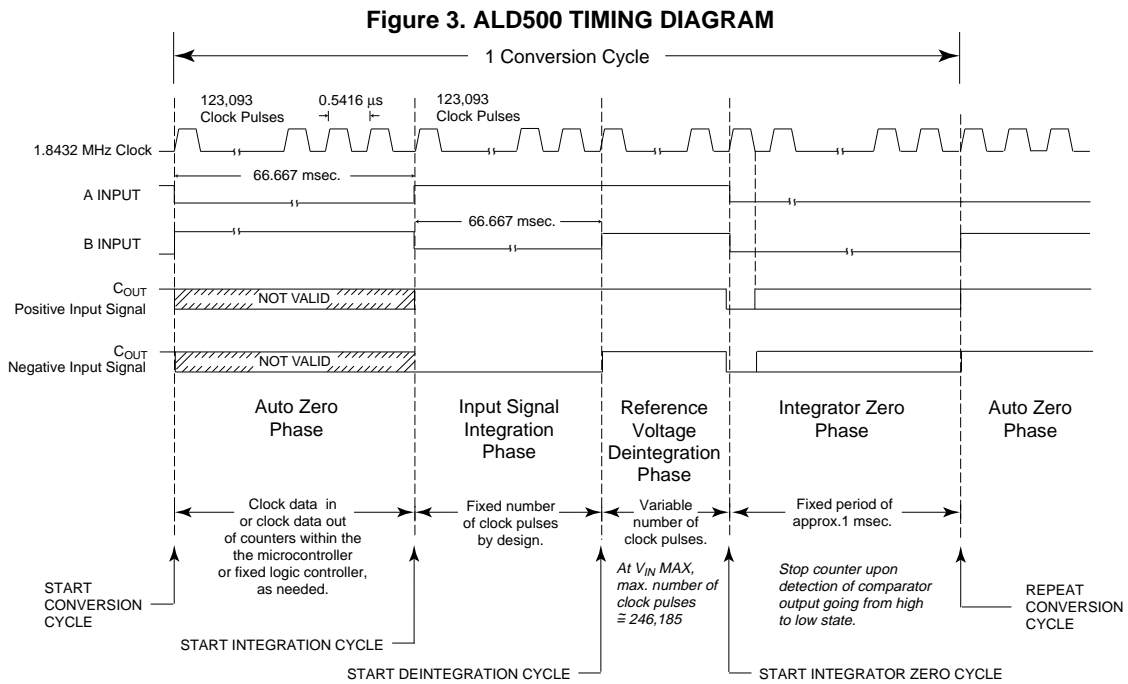 Figure 3. ALD500 TIMING DIAGRAM
1 Conversion Cycle
123,093
Clock Pulses
0.5416 µs
123,093
Clock Pulses
1.8432 MHz Clock
66.667 msec.
A INPUT
66.667 msec.
B INPUT
COUT
Positive Input Signal
NOT VALID
COUT
Negative Input Signal
NOT VALID
Auto Zero
Phase
Input Signal
Integration
Phase
Reference
Voltage
Deintegration
Phase
Integrator Zero
Phase
Auto Zero
Phase
Clock data in
or clock data out
of counters within the
the microcontroller
or fixed logic controller,
as needed.
Fixed number
of clock pulses
by design.
Variable
number of
clock pulses.
At VIN MAX,
max. number of
clock pulses
≅ 246,185
Fixed period of
approx.1 msec.
Stop counter upon
detection of comparator
output going from high
to low state.
START
CONVERSION
CYCLE
START INTEGRATION CYCLE
START DEINTEGRATION CYCLE
START INTEGRATOR ZERO CYCLE
REPEAT
CONVERSION
CYCLE